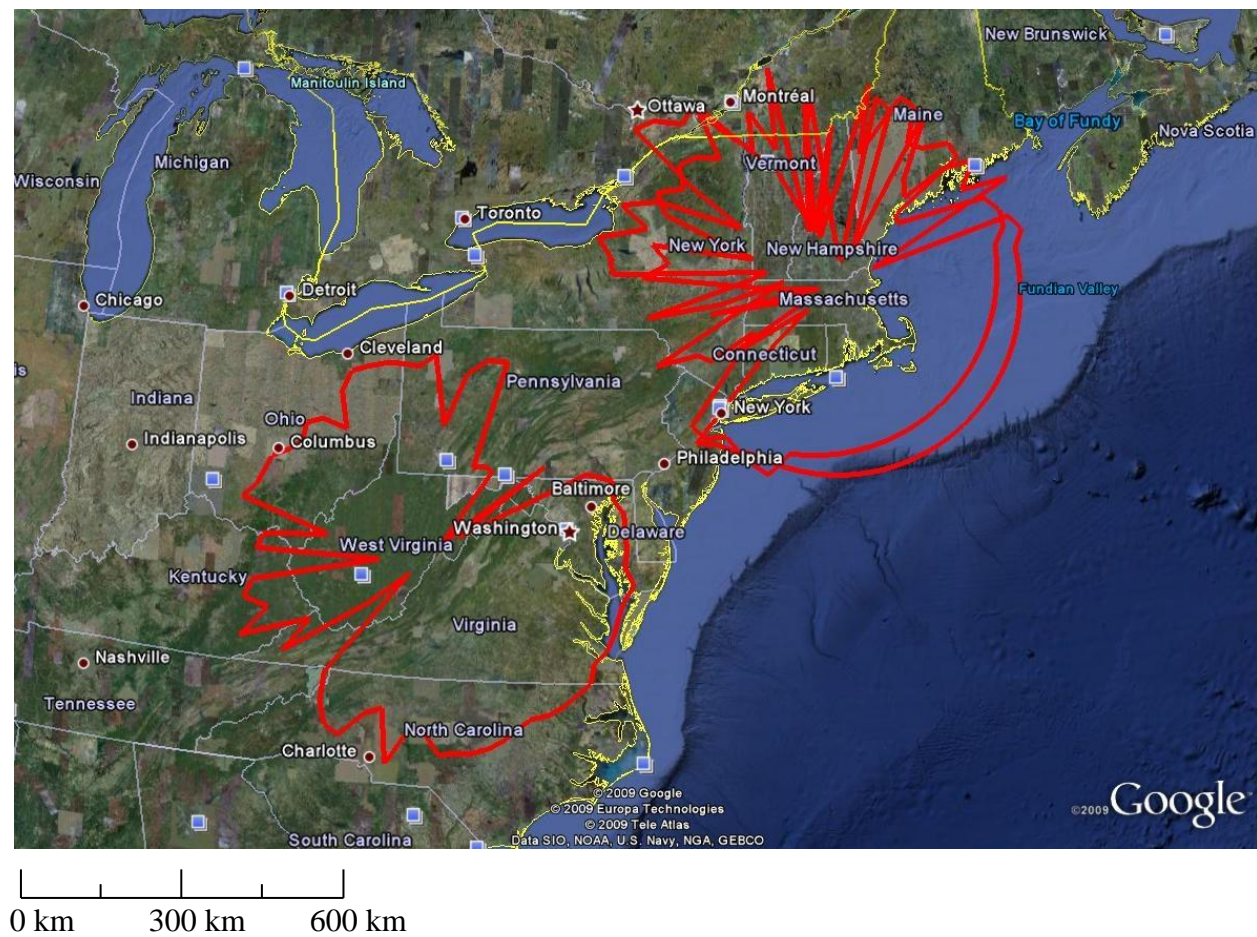 New Brunswick
Manitoulin Island
Ottawa
Montréal
Maine
Bay of Fundy
Nova Scotia
Michigan
Vermont
Wisconsin
Toronto
New York
New Hampshire
Detroit
Chicago
Massachusetts
Fundian Valley
Cleveland
Connecticut
is
Pennsylvania
Indiana
New York
Ohio
Indianapolis
Columbus
Philadelphia
Baltimore
Washington
Delaware
West Virginia
Kentucky
Virginia
Nashville
Tennessee
North Carolina
Charlotte
© 2009 Google
© 2009 Europa Technologies
© 2009 Tele Atlas
Data SIO, NOAA, U.S. Navy, NGA, GEBCO
South Carolina
©2009 Google
0 km 300 km 600 km